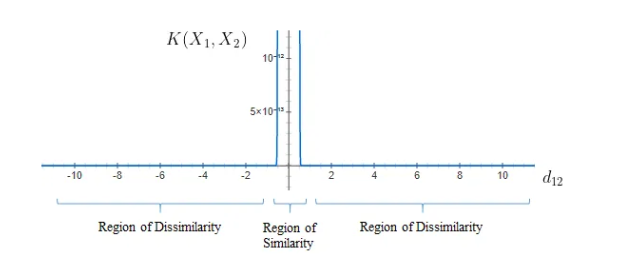 K(X₁, X₂)
10⁻¹²
5×10⁻¹³
-10 -8 -6 -4 -2 2 4 6 8 10 d₁₂
Region of Dissimilarity Region of Region of Dissimilarity
Similarity